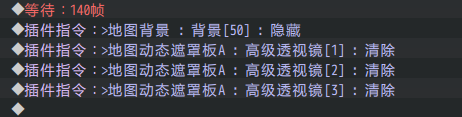 ◆等待：140帧
◆插件指令：>地图背景 : 背景[50] : 隐藏
◆插件指令：>地图动态遮罩板A : 高级透视镜[1] : 清除
◆插件指令：>地图动态遮罩板A : 高级透视镜[2] : 清除
◆插件指令：>地图动态遮罩板A : 高级透视镜[3] : 清除
◆